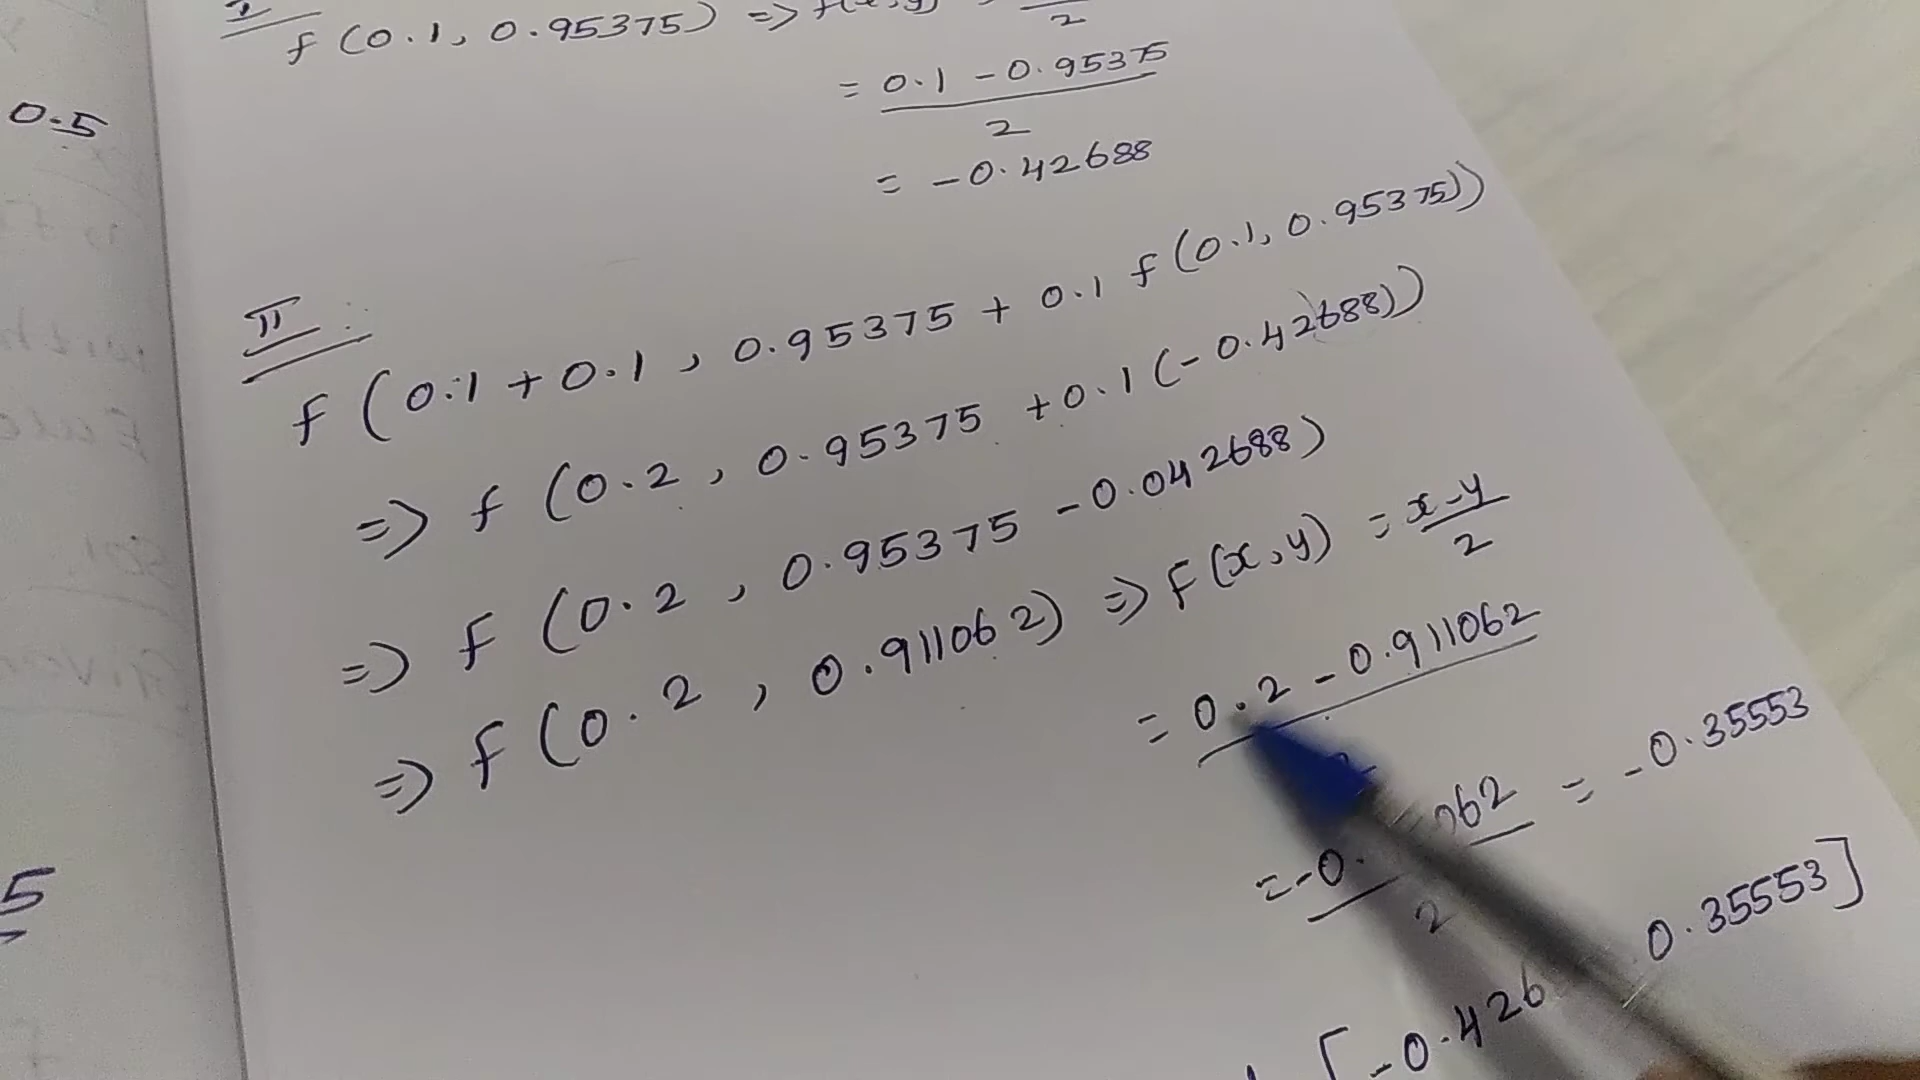 I
f (0.1, 0.95375) => f(x,y)
2
= 0.1 - 0.95375
2
= -0.42688
0.5
II :
f (0.1 + 0.1 , 0.95375 + 0.1 f (0.1, 0.95375))
=> f (0.2 , 0.95375 + 0.1 (-0.42688))
=> f (0.2 , 0.95375 - 0.042688)
=> f (0.2 , 0.911062) => f(x,y) = x-y
2
= 0.2 - 0.911062
2
= -0. 062 = -0.35553
2
5
[-0.426 0.35553]